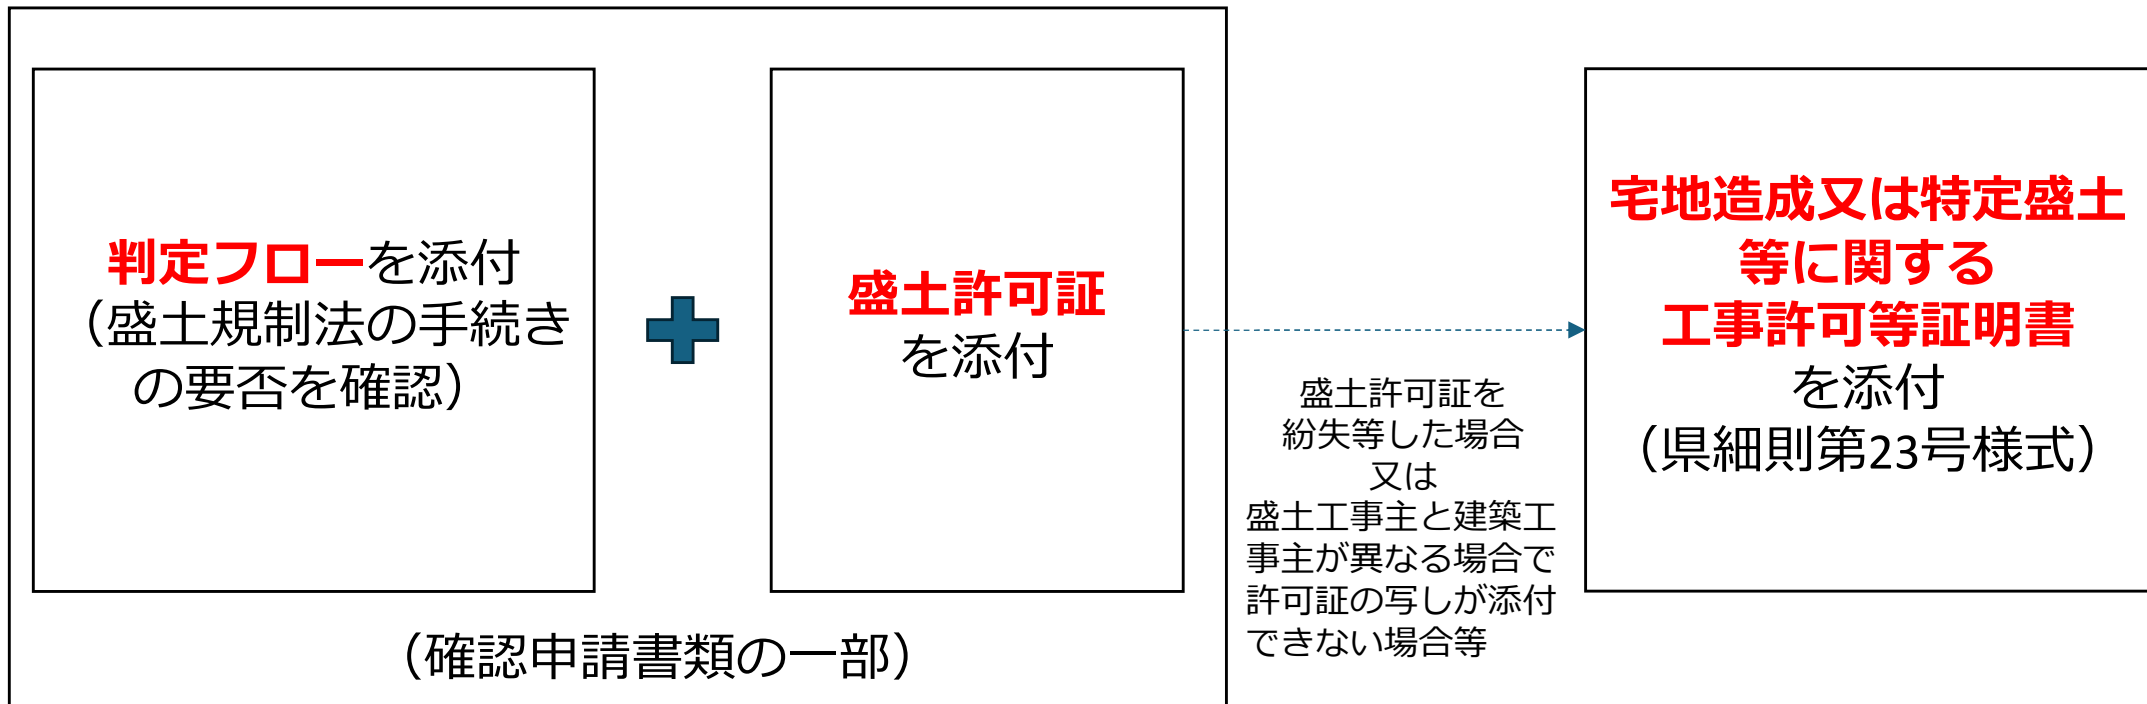 判定フローを添付
（盛土規制法の手続き
の要否を確認）
盛土許可証
を添付
（確認申請書類の一部）
盛土許可証を
紛失等した場合
又は
盛土工事主と建築工
事主が異なる場合で
許可証の写しが添付
できない場合等
宅地造成又は特定盛土
等に関する
工事許可等証明書
を添付
（県細則第23号様式）